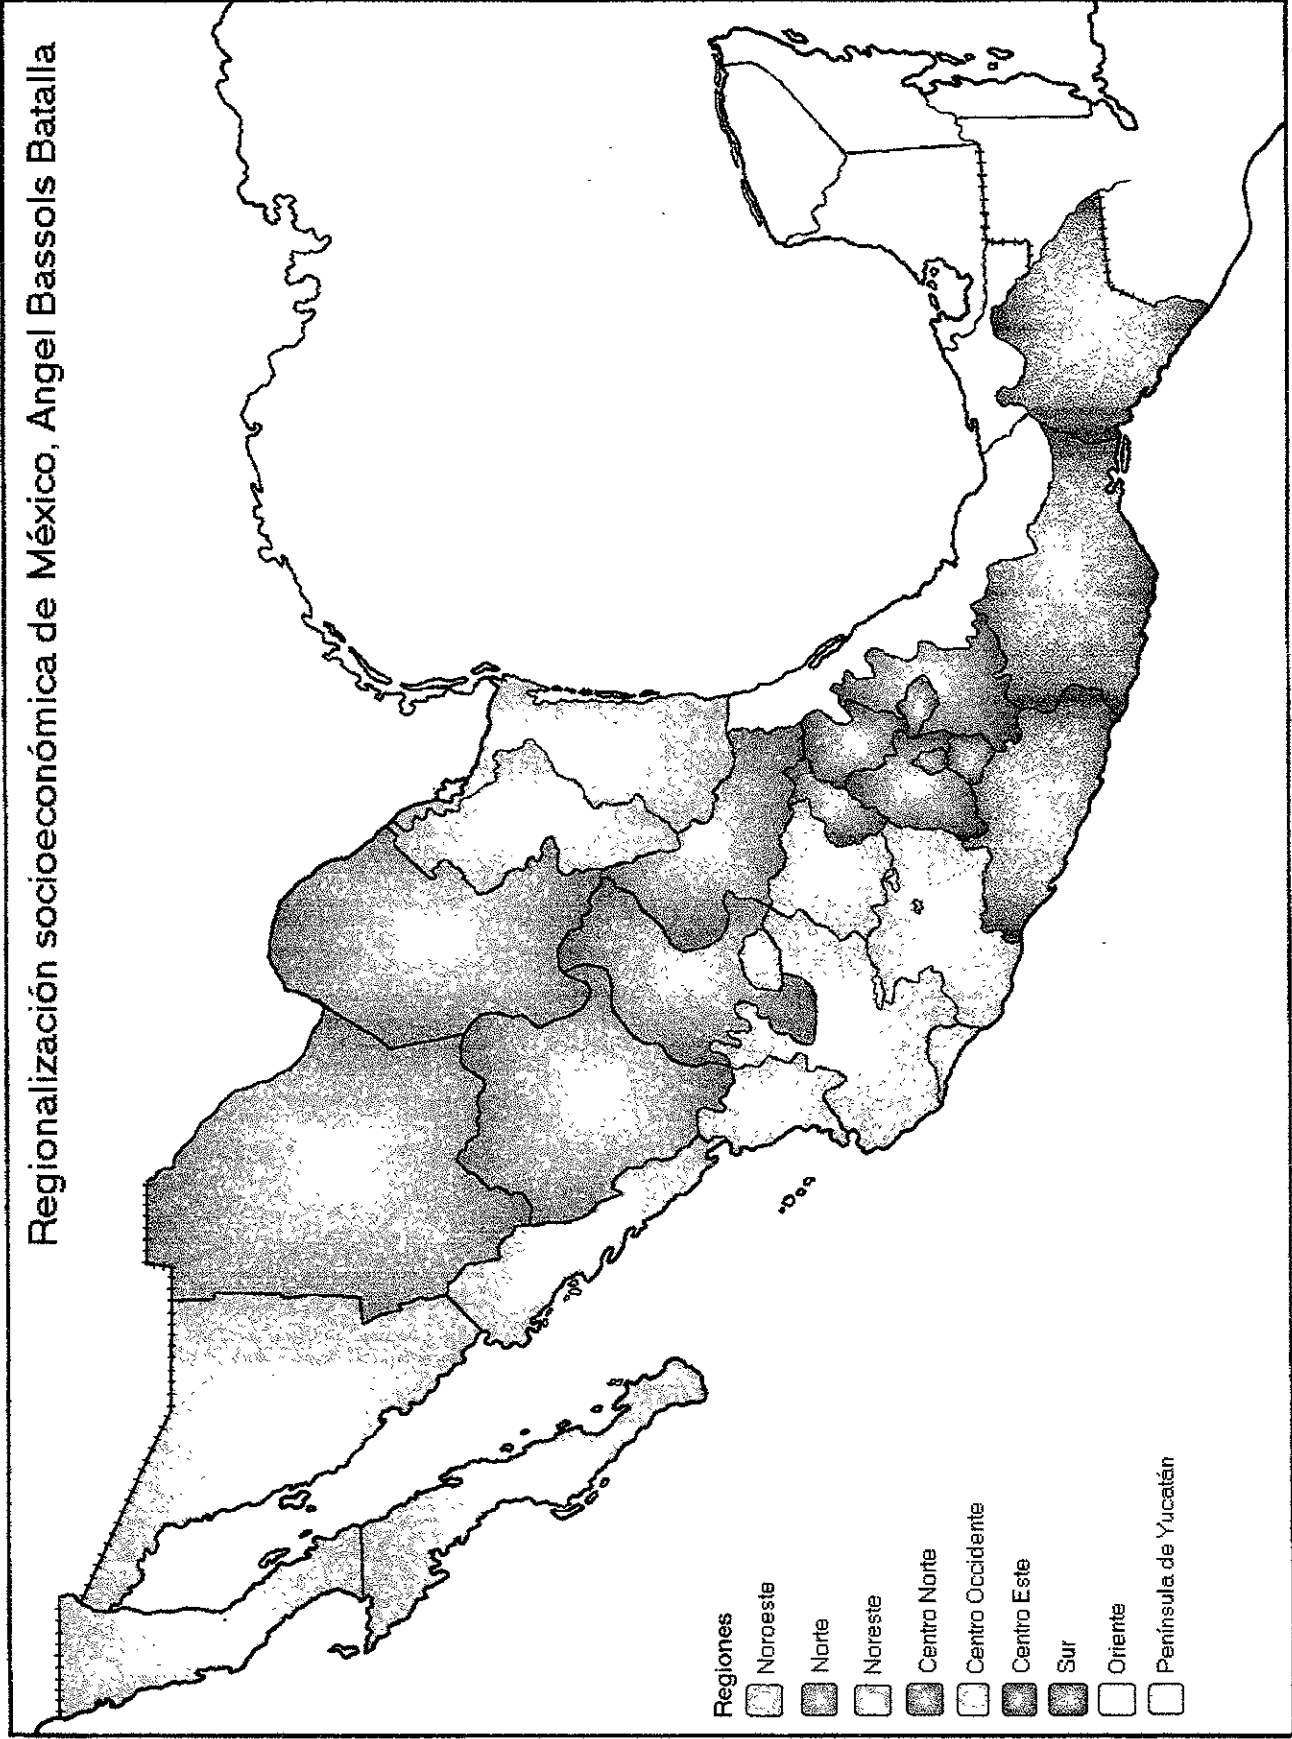 Regionalización socioeconómica de México, Angel Bassols Batalla
Regiones
Noroeste
Norte
Noreste
Centro Norte
Centro Occidente
Centro Este
Sur
Oriente
Península de Yucatán